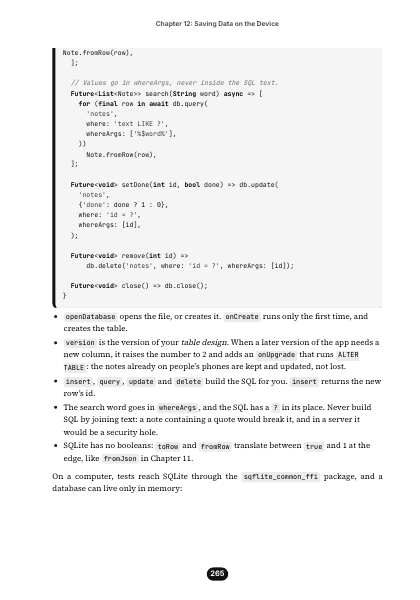 Chapter 12: Saving Data on the Device
Note.fromRow(row),
];
// Values go in whereArgs, never inside the SQL text.
Future<List<Note>> search(String word) async => [
for (final row in await db.query(
'notes',
where: 'text LIKE ?',
whereArgs: ['%$word%'],
))
Note.fromRow(row),
];
Future<void> setDone(int id, bool done) => db.update(
'notes',
{'done': done ? 1 : 0},
where: 'id = ?',
whereArgs: [id],
);
Future<void> remove(int id) =>
db.delete('notes', where: 'id = ?', whereArgs: [id]);
Future<void> close() => db.close();
}
• openDatabase opens the file, or creates it. onCreate runs only the first time, and
creates the table.
• version is the version of your table design. When a later version of the app needs a
new column, it raises the number to 2 and adds an onUpgrade that runs ALTER
TABLE : the notes already on people's phones are kept and updated, not lost.
• insert, query, update and delete build the SQL for you. insert returns the new
row's id.
• The search word goes in whereArgs, and the SQL has a ? in its place. Never build
SQL by joining text: a note containing a quote would break it, and in a server it
would be a security hole.
• SQLite has no booleans: toRow and fromRow translate between true and 1 at the
edge, like fromJson in Chapter 11.
On a computer, tests reach SQLite through the sqflite_common_ffi package, and a
database can live only in memory:
265